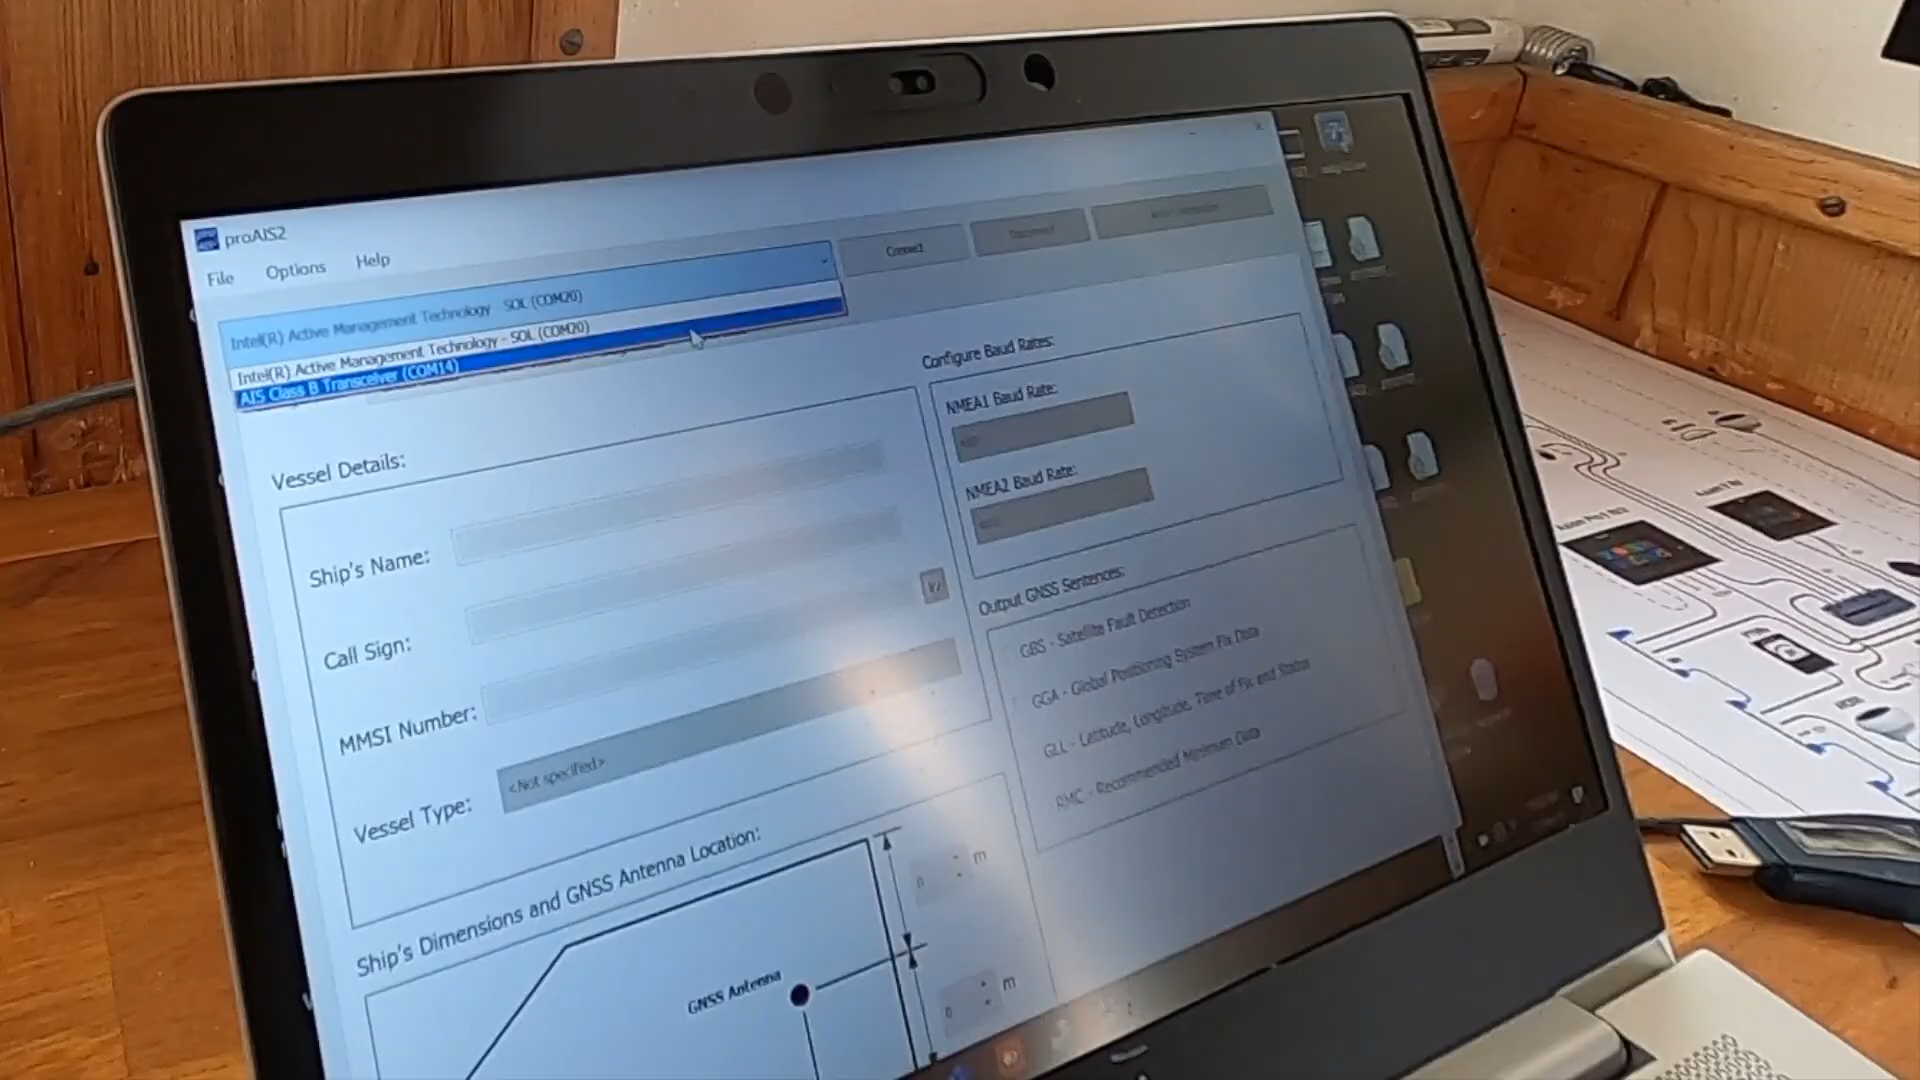 proAIS2
File Options Help
Intel(R) Active Management Technology - SOL (COM20)
Connect
Disconnect
Intel(R) Active Management Technology - SOL (COM20)
AIS Class B Transceiver (COM14)
Vessel Details:
Ship's Name:
Call Sign:
MMSI Number:
Vessel Type:
<Not specified>
Ship's Dimensions and GNSS Antenna Location:
GNSS Antenna
0 m
0 m
Configure Baud Rates:
NMEA1 Baud Rate:
NMEA2 Baud Rate:
Output GNSS Sentences:
GBS - Satellite Fault Detection
GGA - Global Positioning System Fix Data
GLL - Latitude, Longitude, Time of Fix and Status
RMC - Recommended Minimum Data